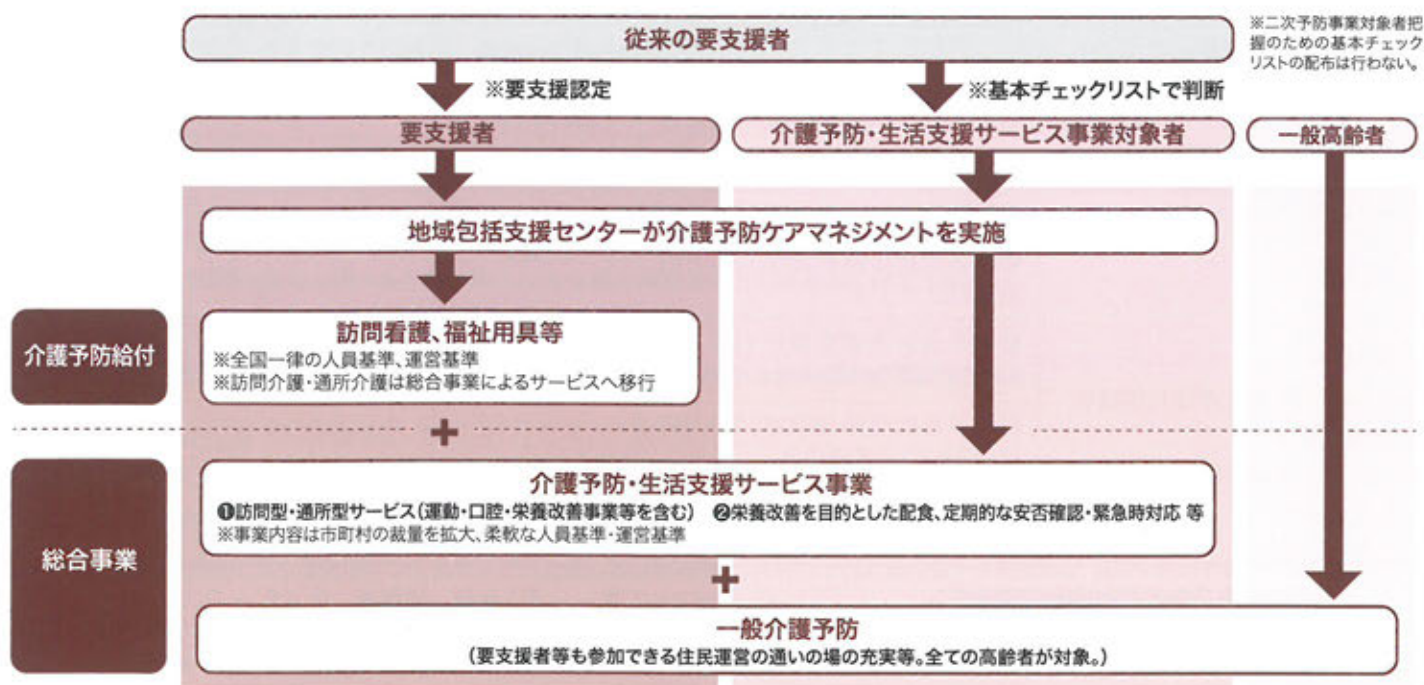 従来の要支援者
※二次予防事業対象者把
握のための基本チェック
リストの配布は行わない。
※要支援認定
※基本チェックリストで判断
要支援者
介護予防・生活支援サービス事業対象者
一般高齢者
地域包括支援センターが介護予防ケアマネジメントを実施
介護予防給付
訪問看護、福祉用具等
※全国一律の人員基準、運営基準
※訪問介護・通所介護は総合事業によるサービスへ移行
+
総合事業
介護予防・生活支援サービス事業
❶訪問型・通所型サービス(運動・口腔・栄養改善事業等を含む) ❷栄養改善を目的とした配食、定期的な安否確認・緊急時対応 等
※事業内容は市町村の裁量を拡大、柔軟な人員基準・運営基準
+
一般介護予防
(要支援者等も参加できる住民運営の通いの場の充実等。全ての高齢者が対象。)